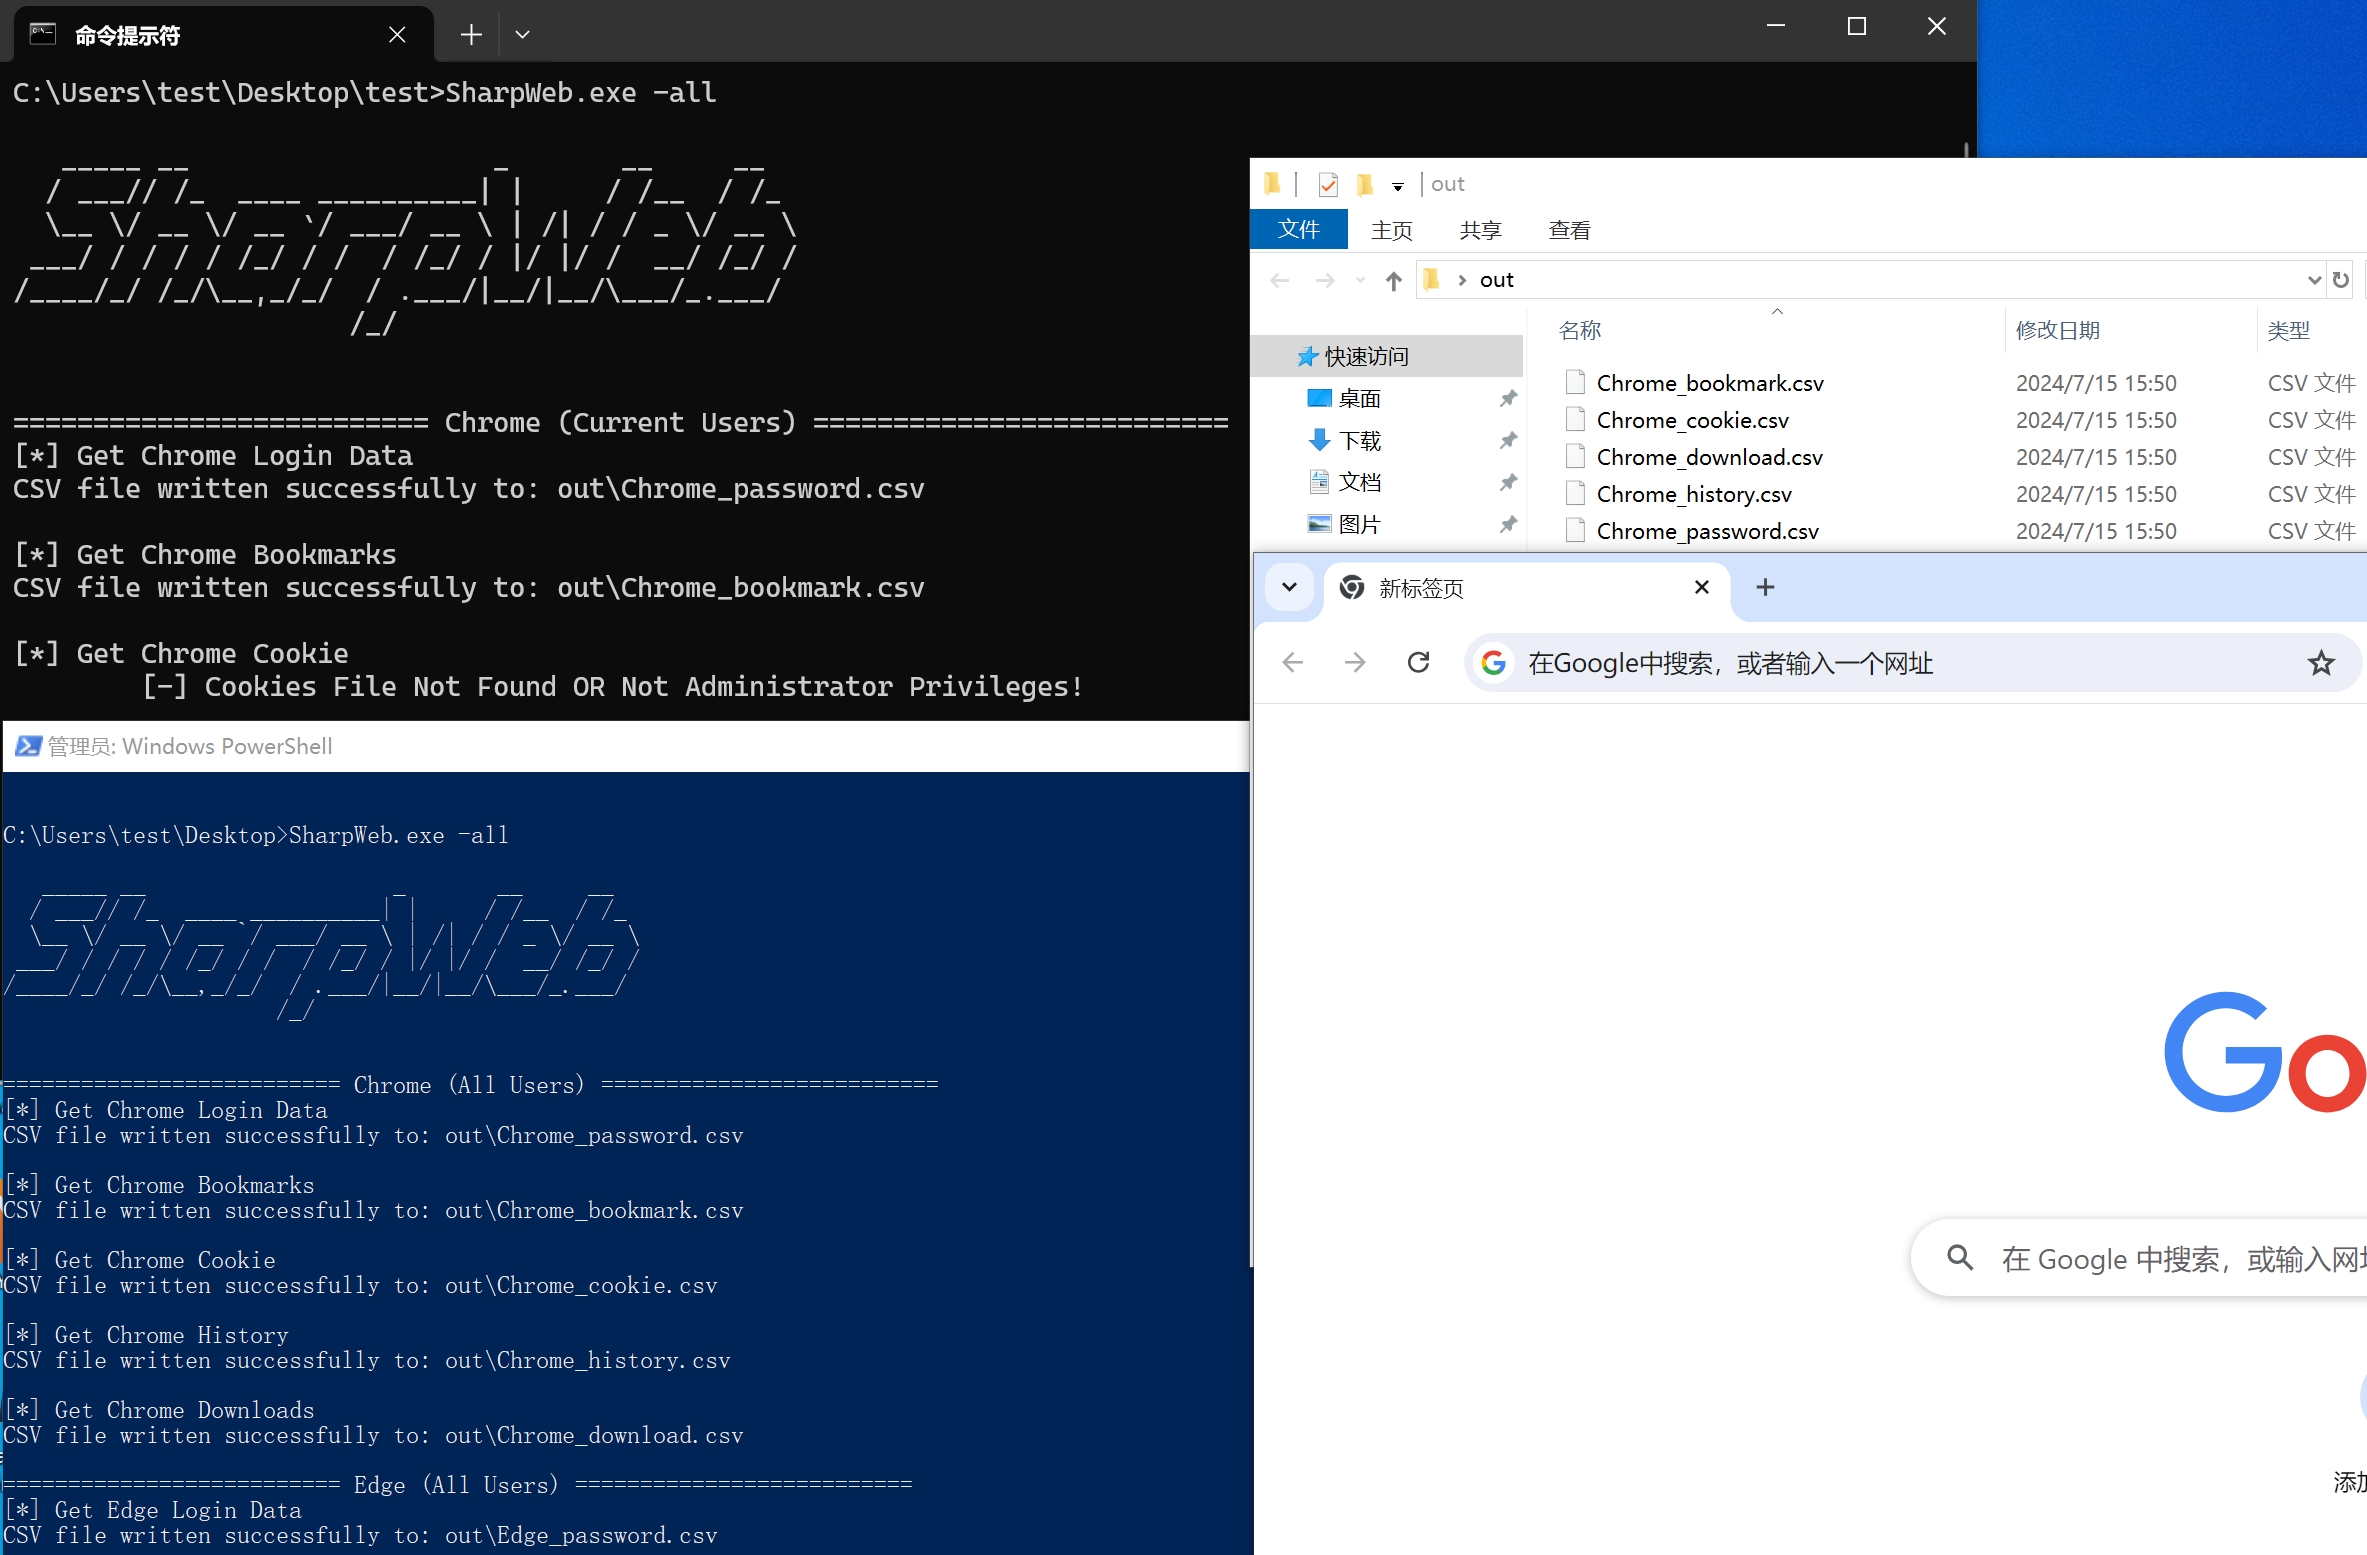 命令提示符
C:\Users\test\Desktop\test>SharpWeb.exe -all
========================== Chrome (Current Users) ==========================
[*] Get Chrome Login Data
CSV file written successfully to: out\Chrome_password.csv
[*] Get Chrome Bookmarks
CSV file written successfully to: out\Chrome_bookmark.csv
[*] Get Chrome Cookie
[-] Cookies File Not Found OR Not Administrator Privileges!
out
文件 主页 共享 查看
out
名称 修改日期 类型
快速访问
桌面
下载
文档
图片
Chrome_bookmark.csv 2024/7/15 15:50 CSV 文件
Chrome_cookie.csv 2024/7/15 15:50 CSV 文件
Chrome_download.csv 2024/7/15 15:50 CSV 文件
Chrome_history.csv 2024/7/15 15:50 CSV 文件
Chrome_password.csv 2024/7/15 15:50 CSV 文件
新标签页
在Google中搜索，或者输入一个网址
Go
在 Google 中搜索，或输入网
管理员: Windows PowerShell
C:\Users\test\Desktop>SharpWeb.exe -all
========================== Chrome (All Users) ==========================
[*] Get Chrome Login Data
CSV file written successfully to: out\Chrome_password.csv
[*] Get Chrome Bookmarks
CSV file written successfully to: out\Chrome_bookmark.csv
[*] Get Chrome Cookie
CSV file written successfully to: out\Chrome_cookie.csv
[*] Get Chrome History
CSV file written successfully to: out\Chrome_history.csv
[*] Get Chrome Downloads
CSV file written successfully to: out\Chrome_download.csv
========================== Edge (All Users) ==========================
[*] Get Edge Login Data
CSV file written successfully to: out\Edge_password.csv